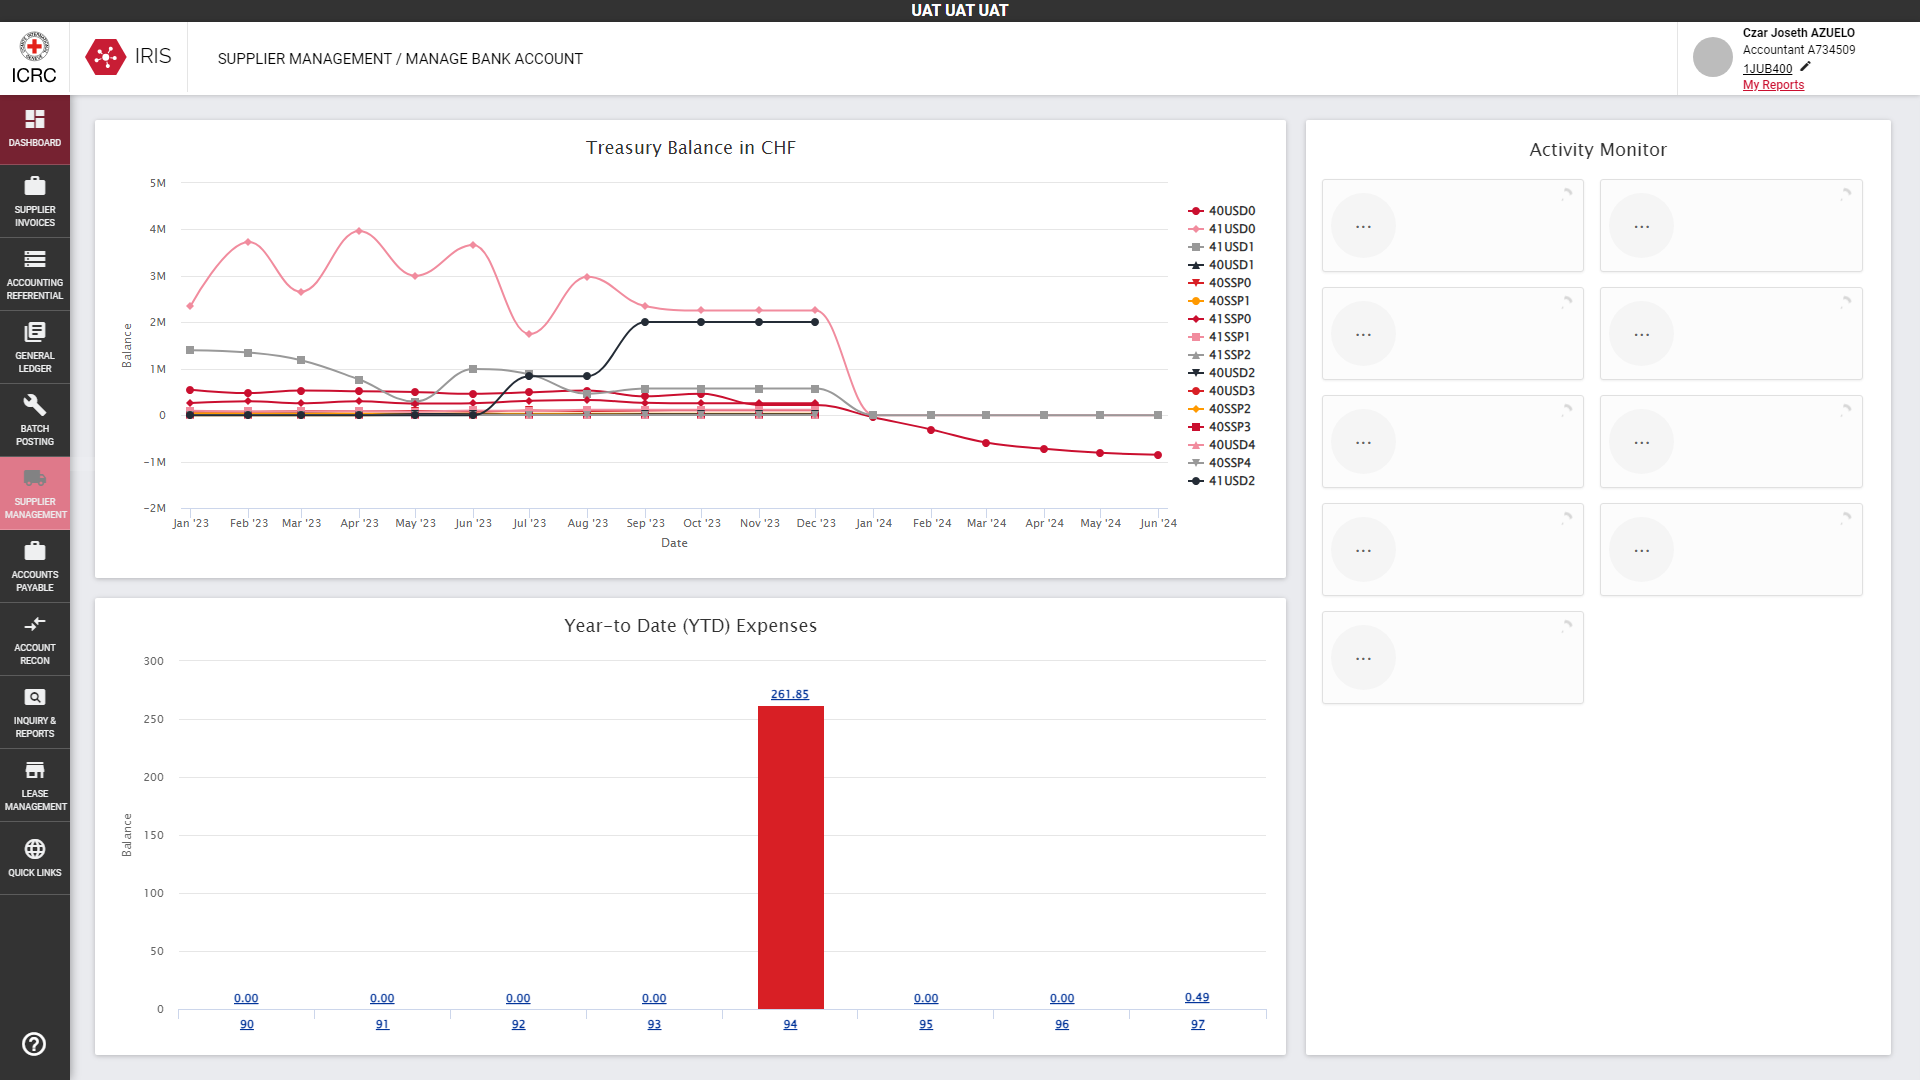 UAT UAT UAT
ICRC
IRIS
SUPPLIER MANAGEMENT / MANAGE BANK ACCOUNT
Czar Joseth AZUELO
Accountant A734509
1JUB400
My Reports
DASHBOARD
SUPPLIER
INVOICES
ACCOUNTING
REFERENTIAL
GENERAL
LEDGER
BATCH
POSTING
SUPPLIER
MANAGEMENT
ACCOUNTS
PAYABLE
ACCOUNT
RECON
INQUIRY &
REPORTS
LEASE
MANAGEMENT
QUICK LINKS
Treasury Balance in CHF
Balance
5M
4M
3M
2M
1M
0
-1M
-2M
Jan '23 Feb '23 Mar '23 Apr '23 May '23 Jun '23 Jul '23 Aug '23 Sep '23 Oct '23 Nov '23 Dec '23 Jan '24 Feb '24 Mar '24 Apr '24 May '24 Jun '24
Date
40USD0
41USD0
41USD1
40USD1
40SSP0
40SSP1
41SSP0
41SSP1
41SSP2
40USD2
40USD3
40SSP2
40SSP3
40USD4
40SSP4
41USD2
Year-to Date (YTD) Expenses
Balance
300
250
200
150
100
50
0
0.00 0.00 0.00 0.00 261.85 0.00 0.00 0.49
90 91 92 93 94 95 96 97
Activity Monitor
... ...
... ...
... ...
... ...
...